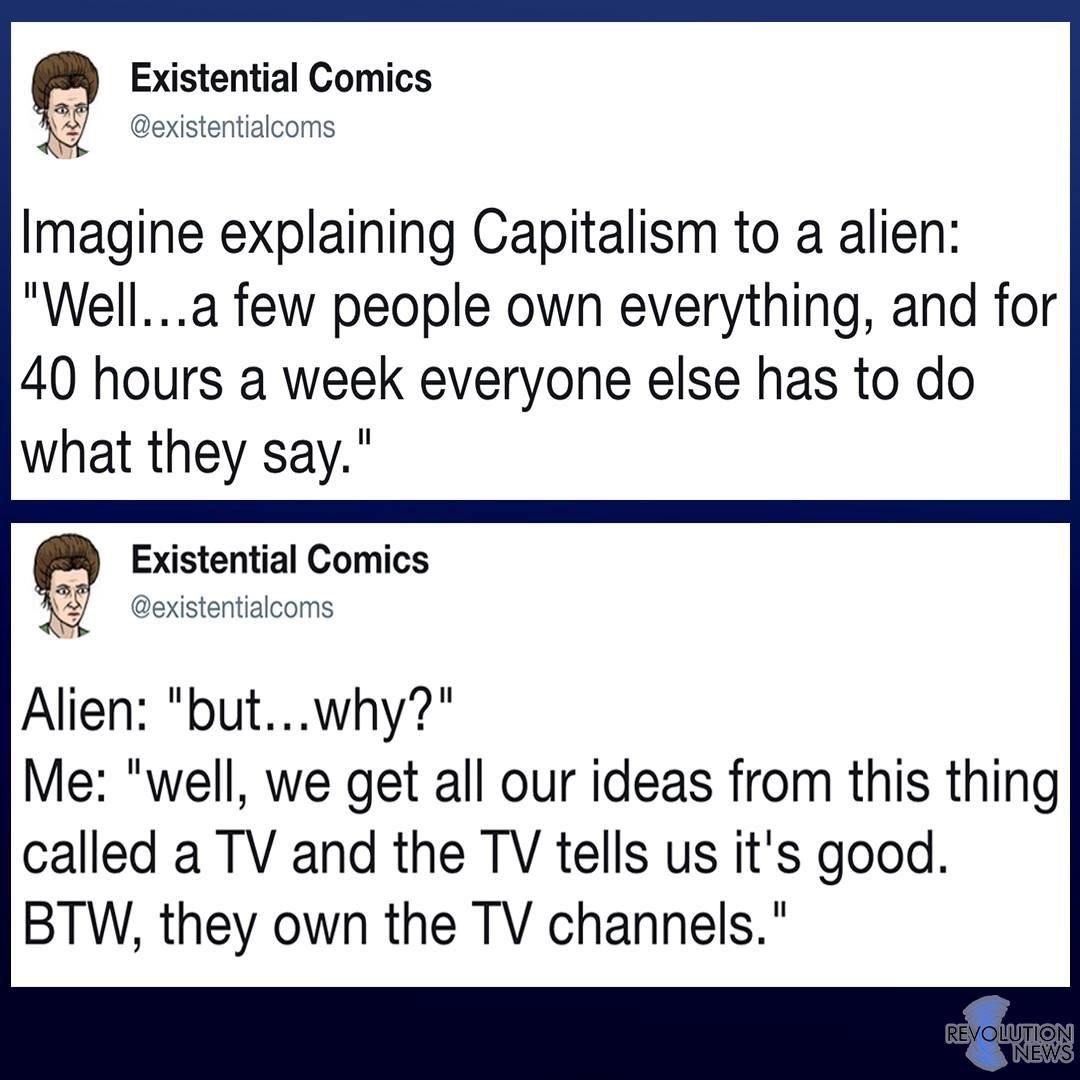 Existential Comics
@existentialcoms
Imagine explaining Capitalism to a alien:
"Well...a few people own everything, and for
40 hours a week everyone else has to do
what they say."
Existential Comics
@existentialcoms
Alien: "but...why?"
Me: "well, we get all our ideas from this thing
called a TV and the TV tells us it's good.
BTW, they own the TV channels."
REVOLUTION
NEWS